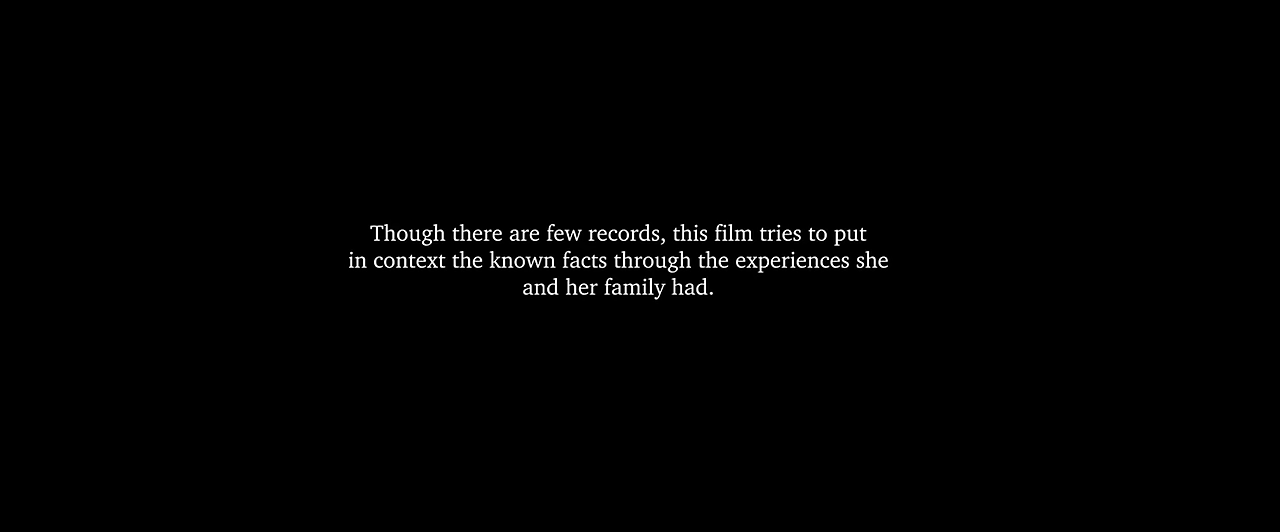 Though there are few records, this film tries to put
in context the known facts through the experiences she
and her family had.